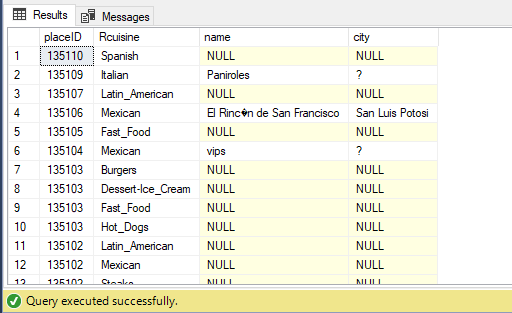 Results Messages
placeID Rcuisine name city
1 135110 Spanish NULL NULL
2 135109 Italian Paniroles ?
3 135107 Latin_American NULL NULL
4 135106 Mexican El Rinc�n de San Francisco San Luis Potosi
5 135105 Fast_Food NULL NULL
6 135104 Mexican vips ?
7 135103 Burgers NULL NULL
8 135103 Dessert-Ice_Cream NULL NULL
9 135103 Fast_Food NULL NULL
10 135103 Hot_Dogs NULL NULL
11 135102 Latin_American NULL NULL
12 135102 Mexican NULL NULL
13 135102 Steaks NULL NULL
Query executed successfully.